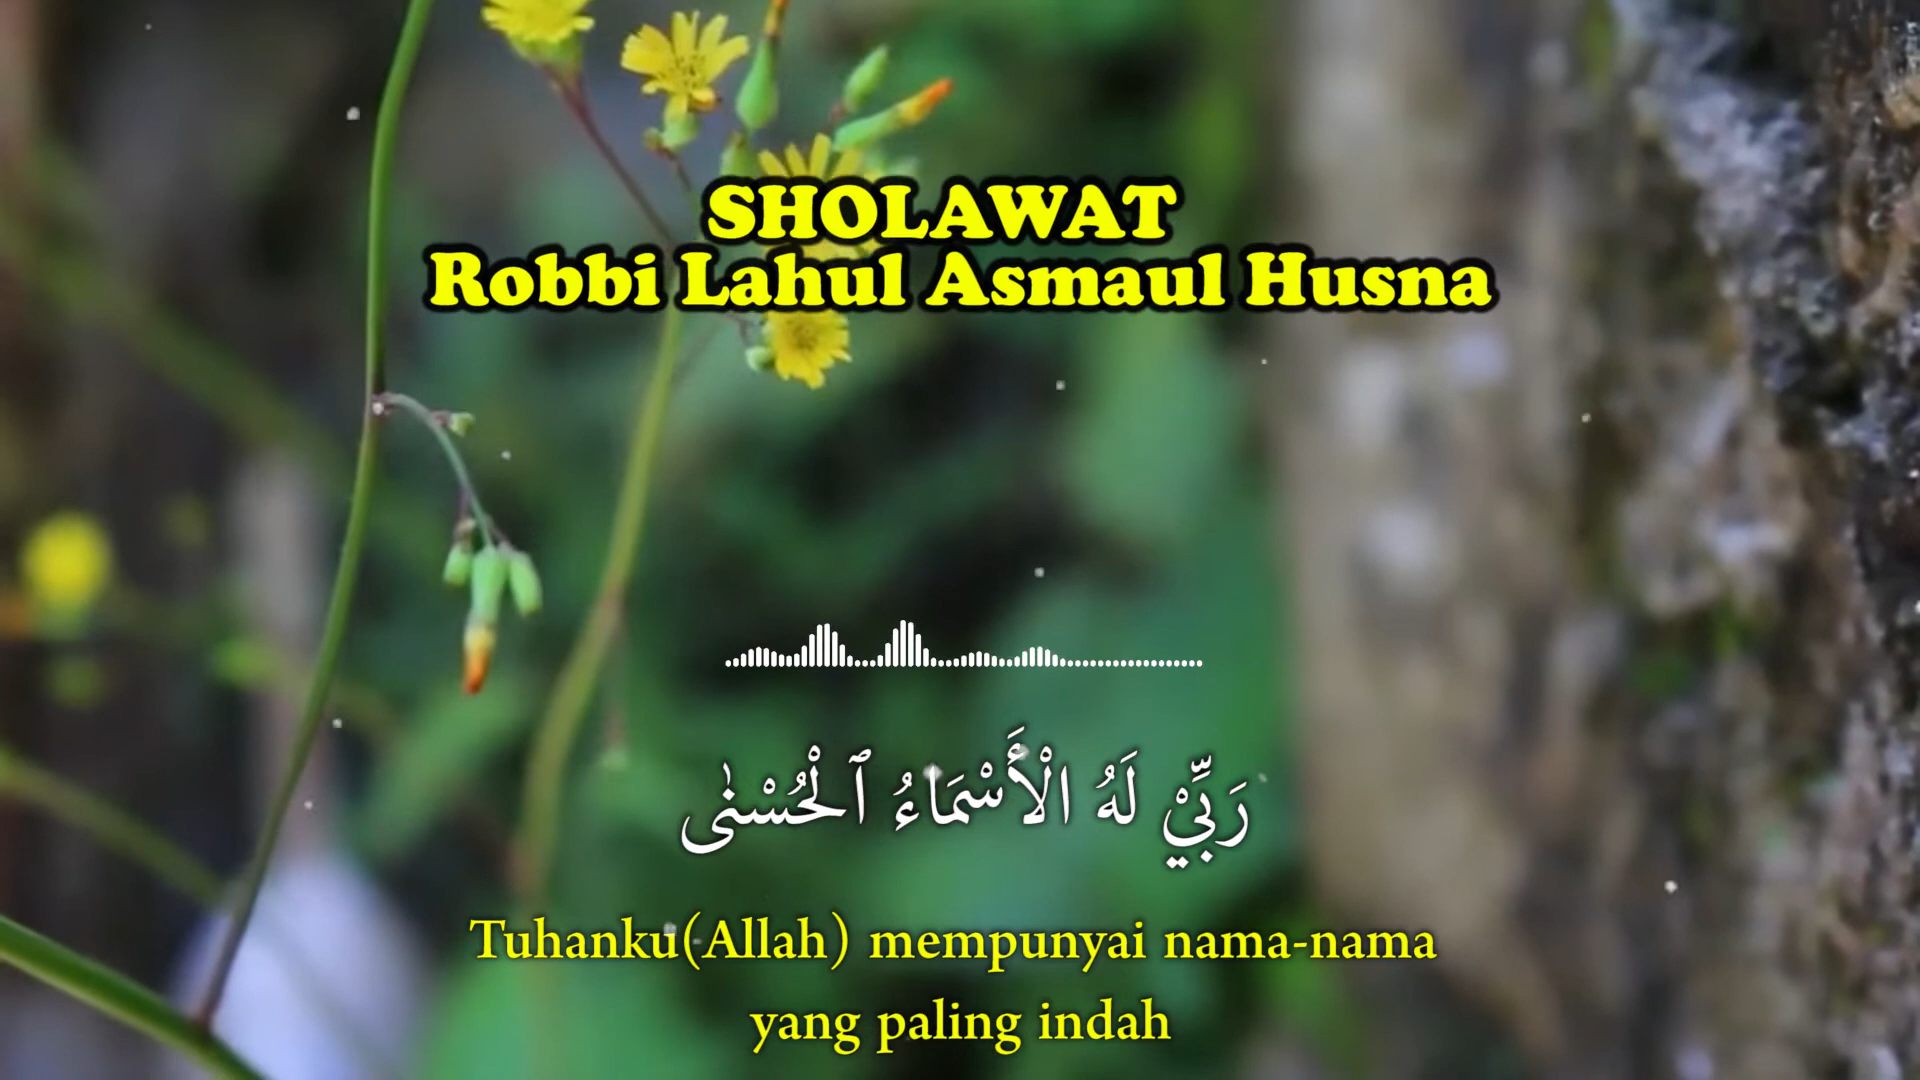 SHOLAWAT
Robbi Lahul Asmaul Husna
رَبِّيْ لَهُ الْأَسْمَاءُ ٱلْحُسْنٰى
Tuhanku(Allah) mempunyai nama-nama
yang paling indah